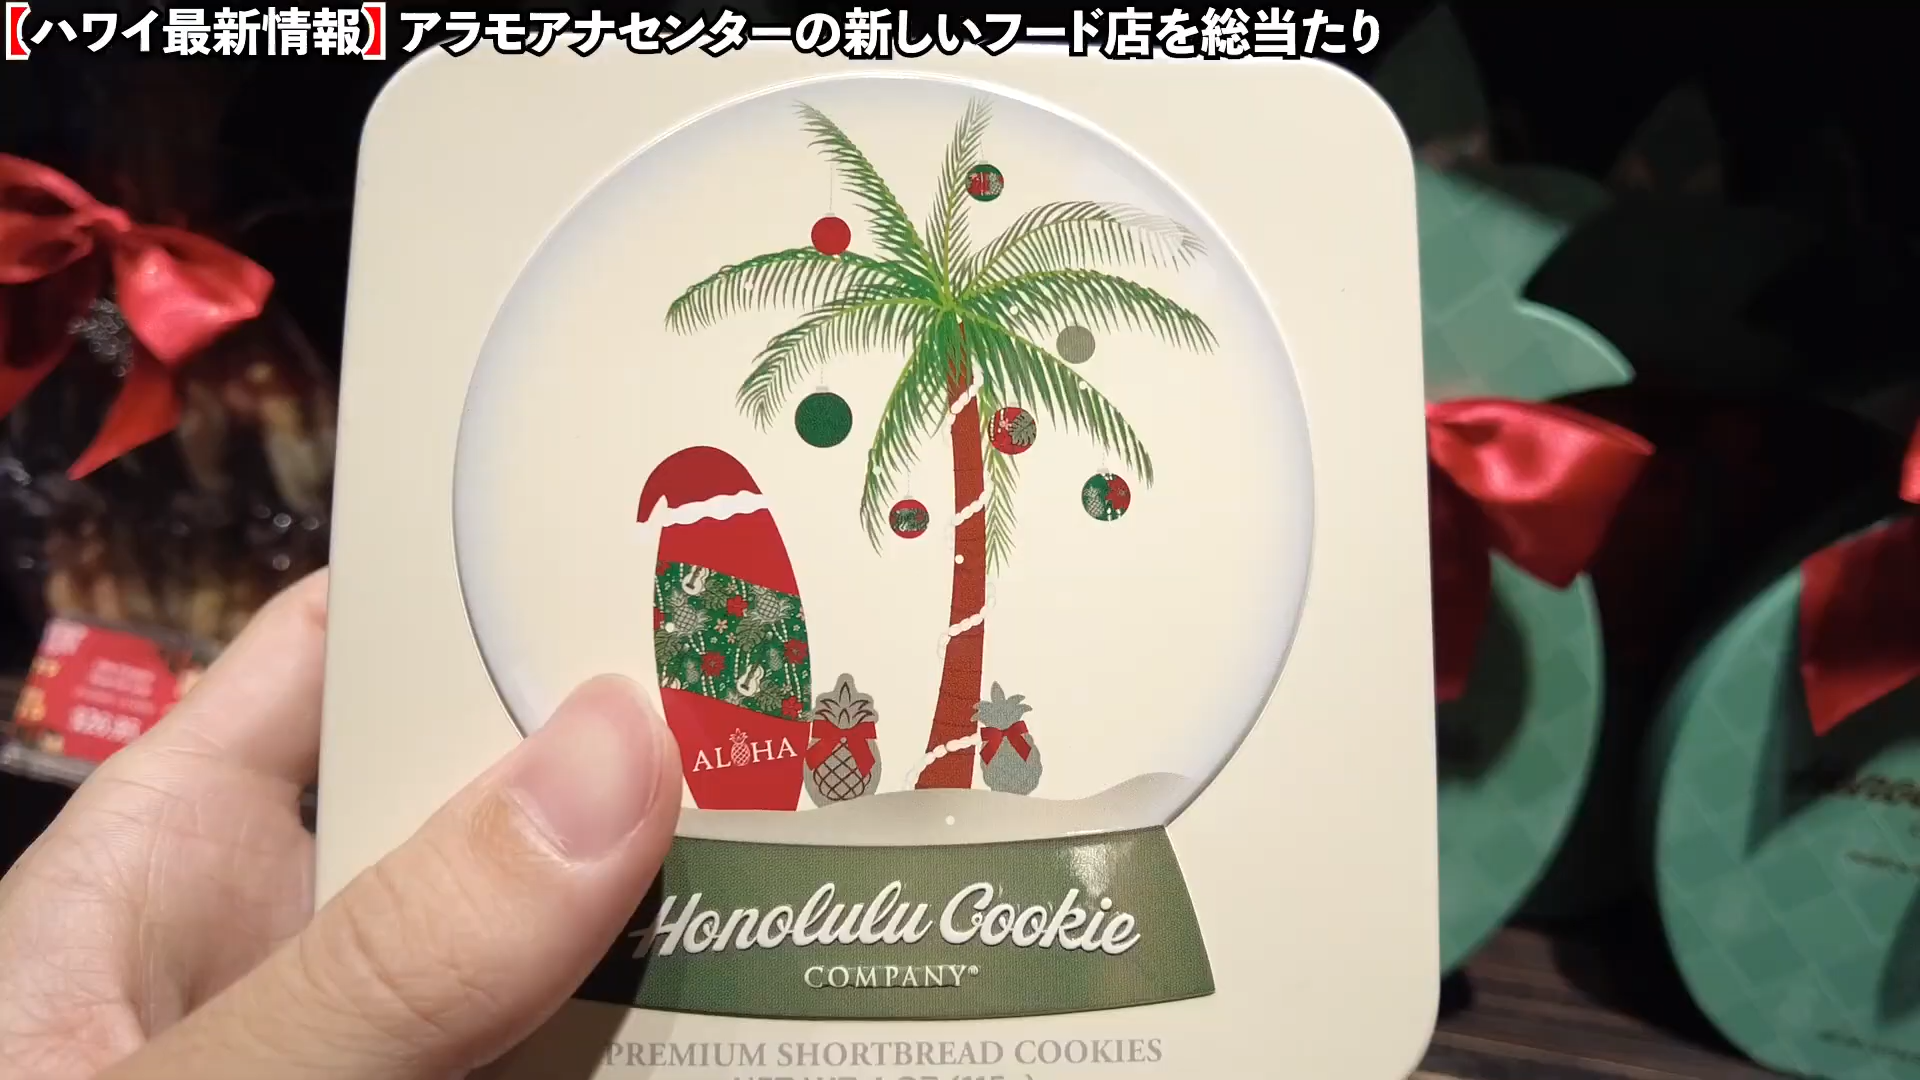 【ハワイ最新情報】アラモアナセンターの新しいフード店を総当たり
ALOHA
Honolulu Cookie
COMPANY®
PREMIUM SHORTBREAD COOKIES